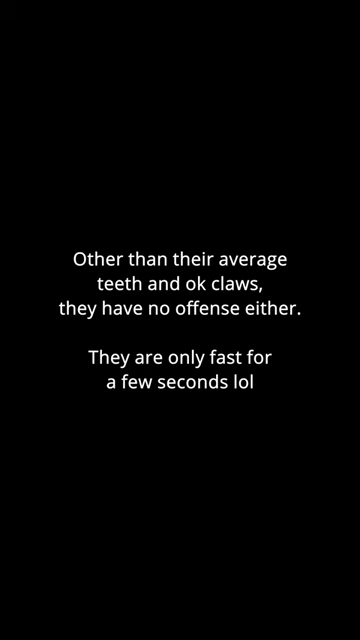 Other than their average
teeth and ok claws,
they have no offense either.
They are only fast for
a few seconds lol